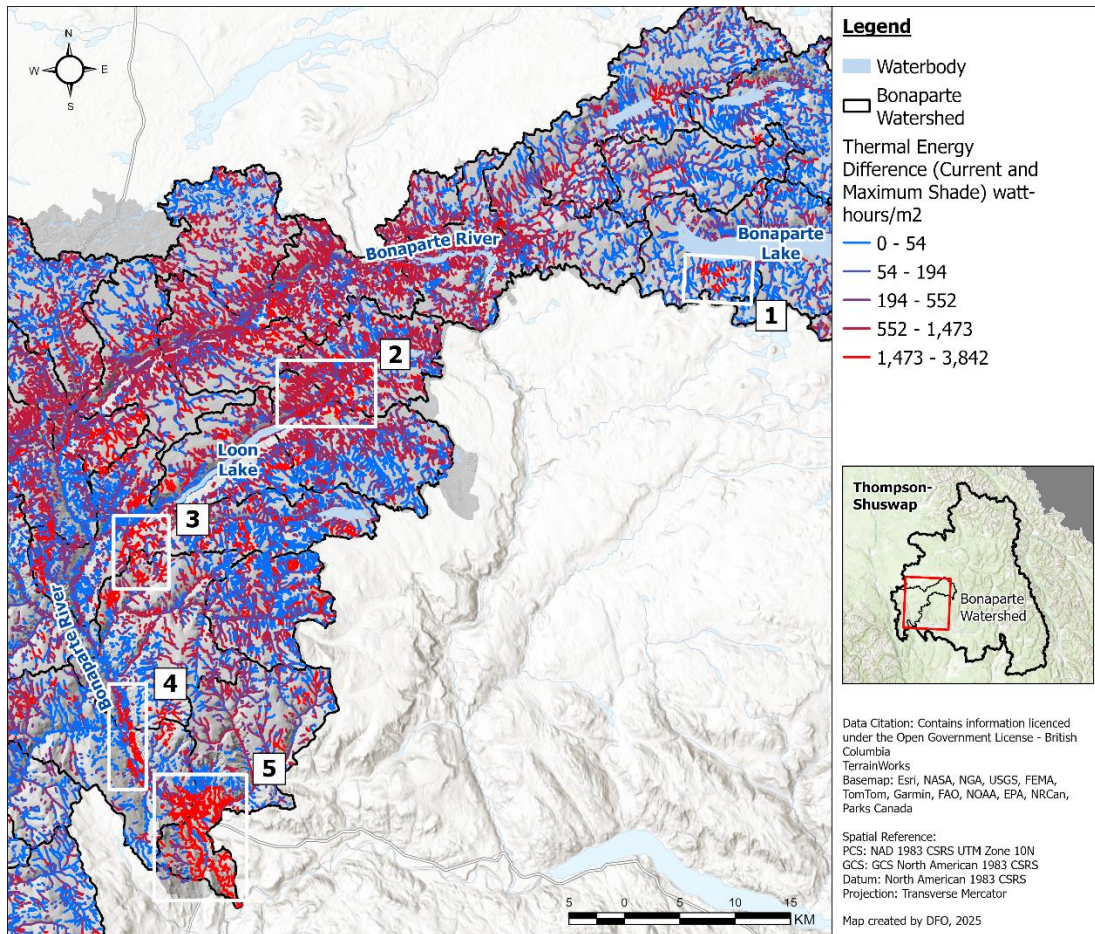 N
W
E
S
Bonaparte River
Bonaparte
Lake
1
2
Loon
Lake
3
Bonaparte River
4
5
5 0 5 10 15
KM
Legend
Waterbody
Bonaparte
Watershed
Thermal Energy
Difference (Current and
Maximum Shade) watt-
hours/m2
0 - 54
54 - 194
194 - 552
552 - 1,473
1,473 - 3,842
Thompson-
Shuswap
Bonaparte
Watershed
Data Citation: Contains information licenced
under the Open Government License - British
Columbia
TerrainWorks
Basemap: Esri, NASA, NGA, USGS, FEMA,
TomTom, Garmin, FAO, NOAA, EPA, NRCan,
Parks Canada
Spatial Reference:
PCS: NAD 1983 CSRS UTM Zone 10N
GCS: GCS North American 1983 CSRS
Datum: North American 1983 CSRS
Projection: Transverse Mercator
Map created by DFO, 2025